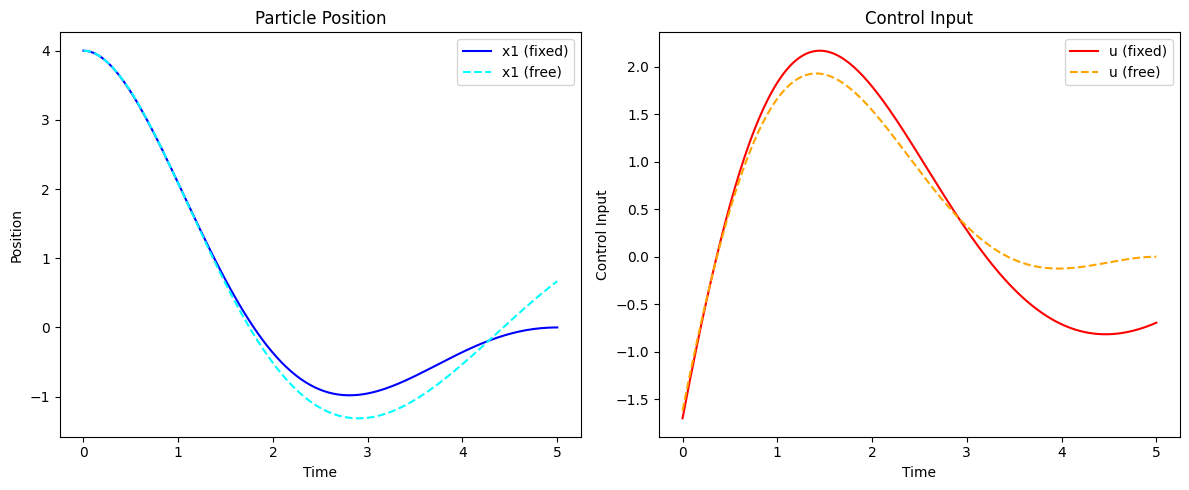 Particle Position
4
3
2
1
0
−1
Position
x1 (fixed)
x1 (free)
0 1 2 3 4 5
Time
Control Input
2.0
1.5
1.0
0.5
0.0
−0.5
−1.0
−1.5
Control Input
u (fixed)
u (free)
0 1 2 3 4 5
Time